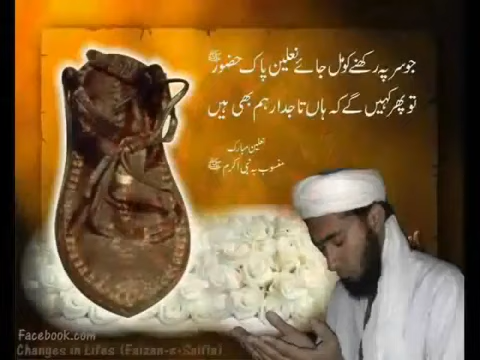 جو سر پہ رکھنے کو مل جائے نعلین پاک حضور ﷺ
تو پھر کہیں گے کہ ہاں تاجدار ہم بھی ہیں
نعلین مبارک
منسوب بہ نبی اکرم ﷺ
Facebook.com
Changes in Lifes (Faizan-e-Saifia)